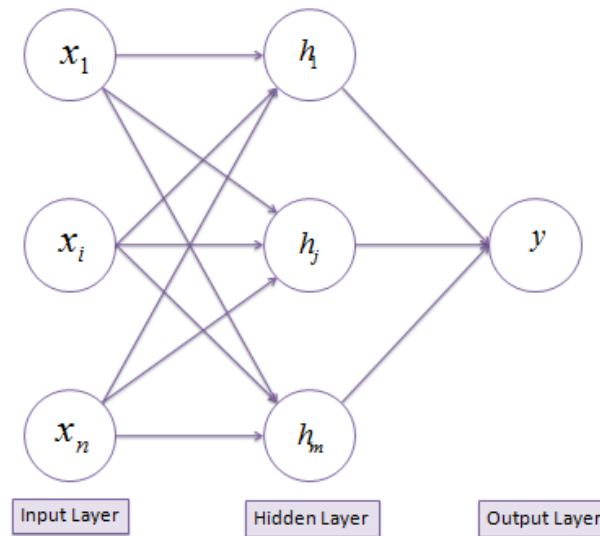 x₁ h₁
xᵢ hⱼ y
xₙ hₘ
Input Layer Hidden Layer Output Layer